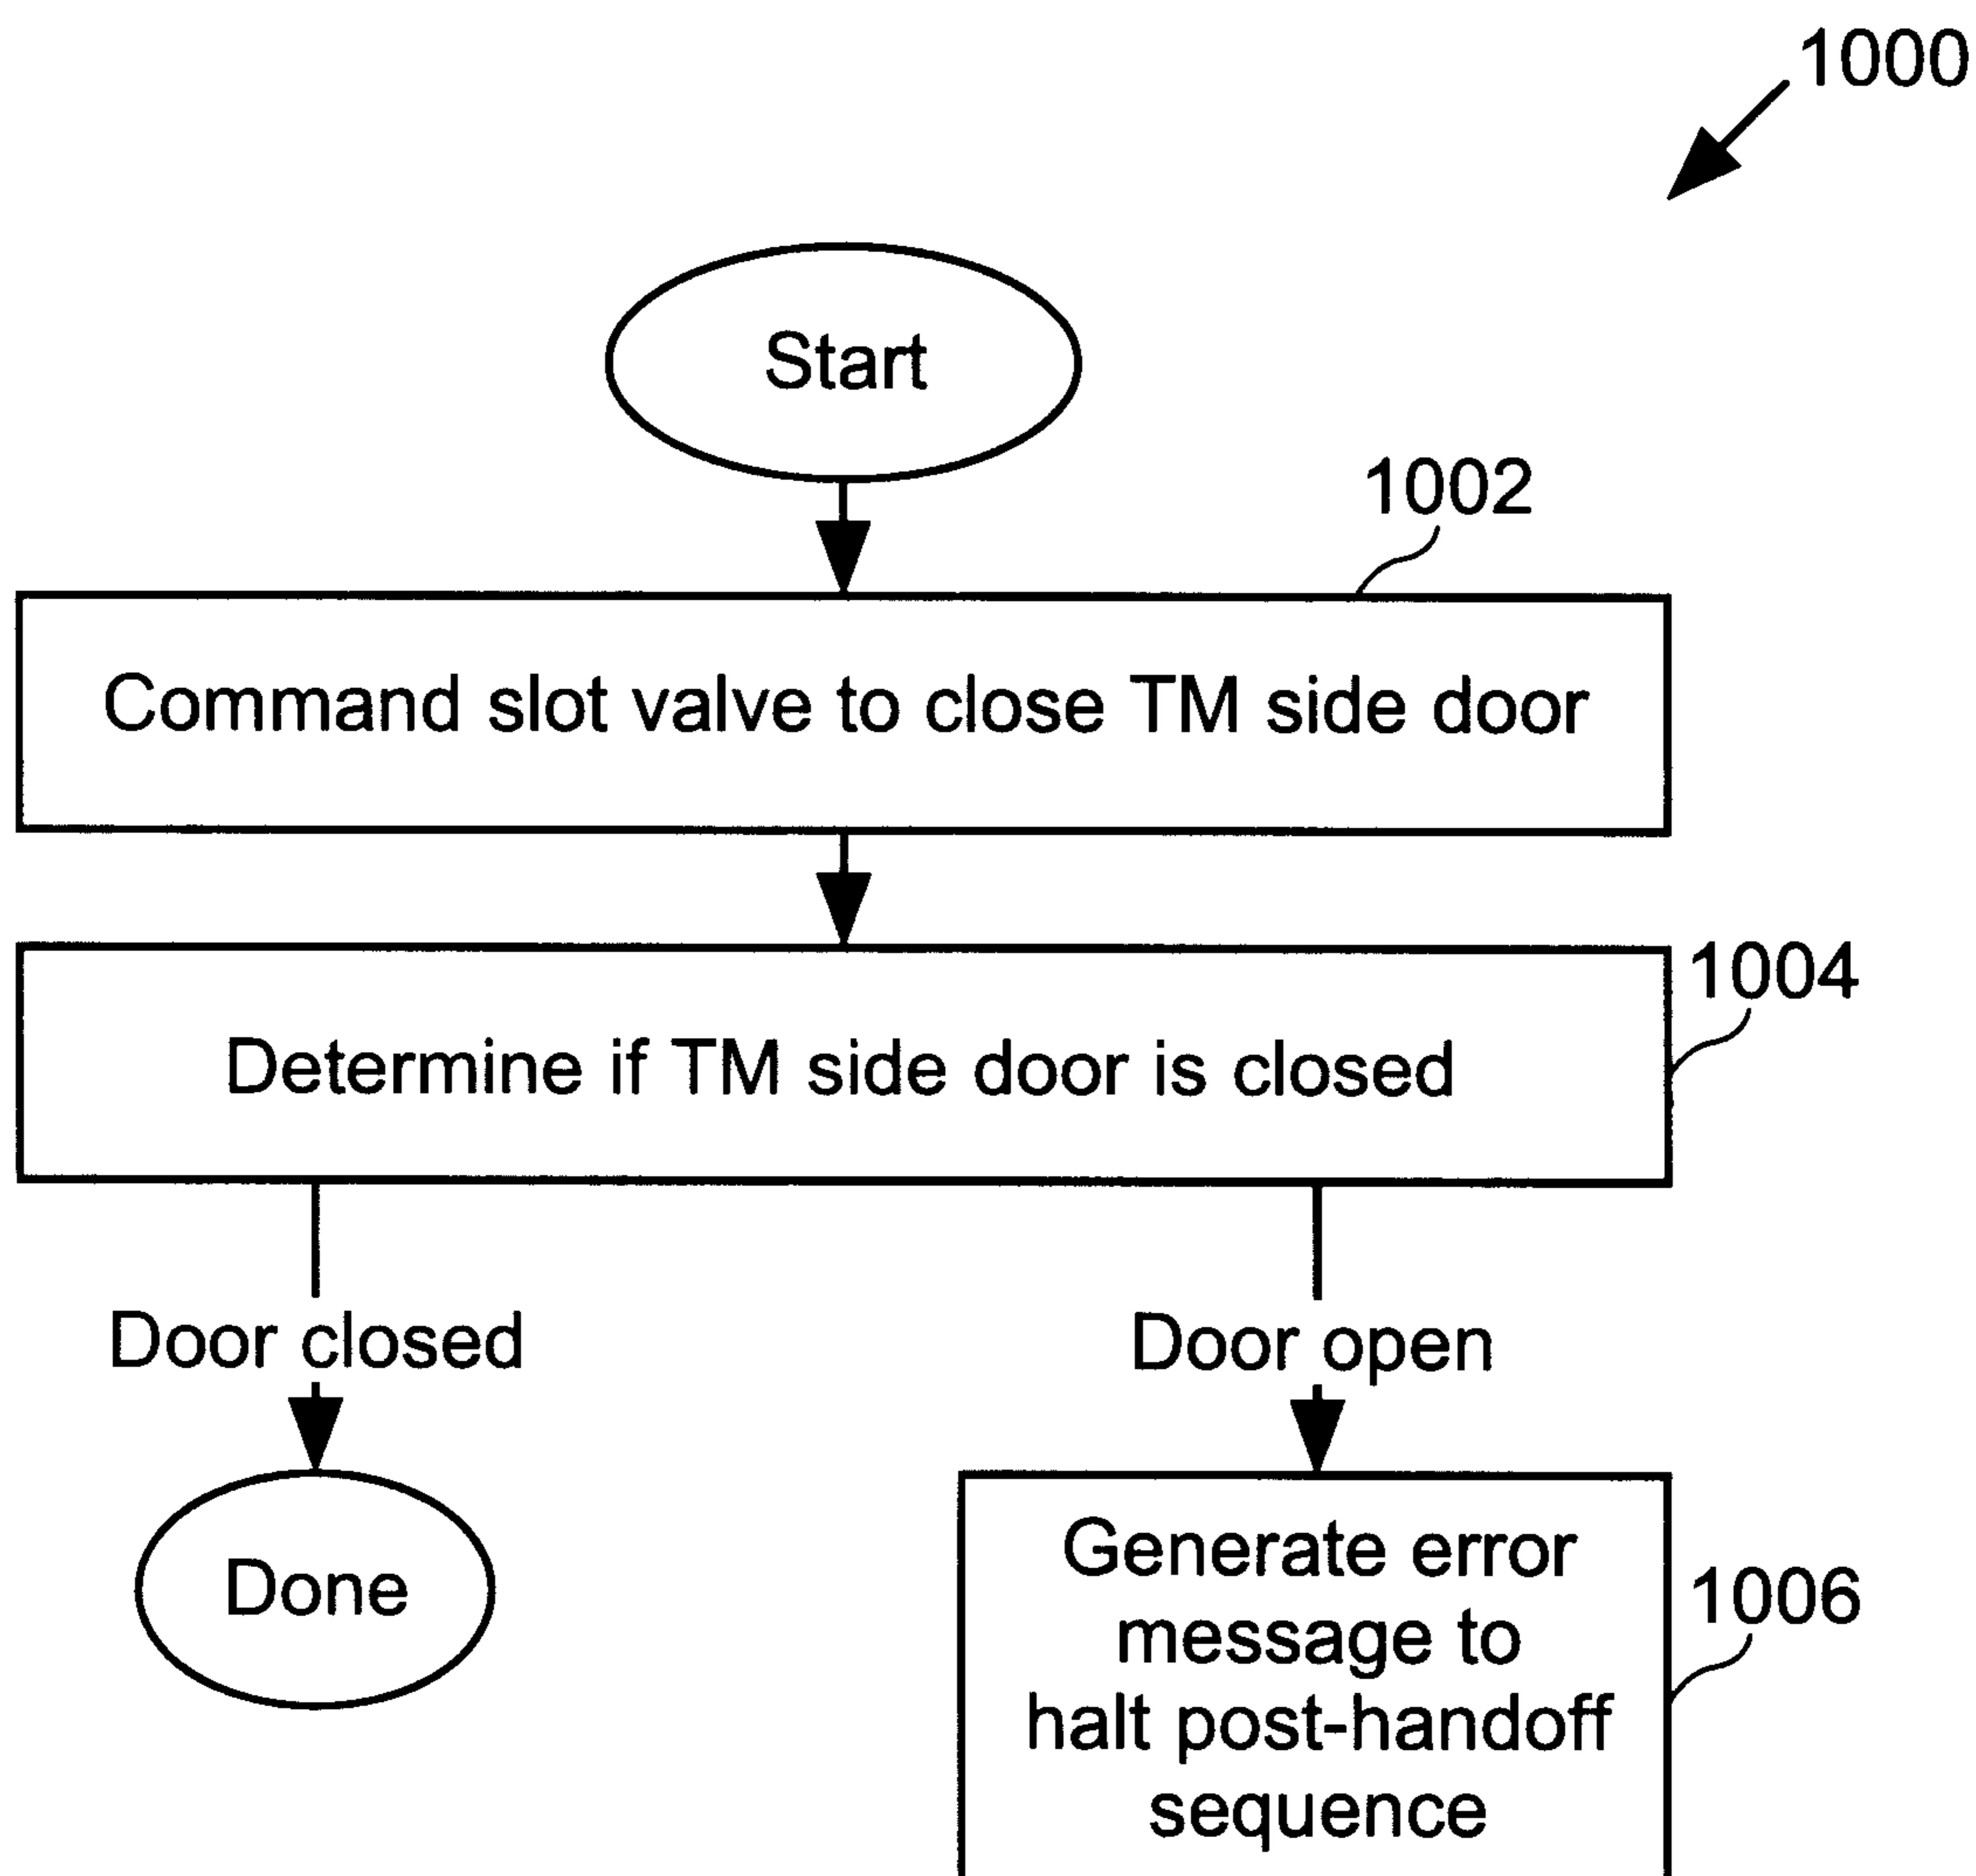 1000
Start
1002
Command slot valve to close TM side door
1004
Determine if TM side door is closed
Door closed
Door open
Done
Generate error
message to
halt post-handoff
sequence
1006